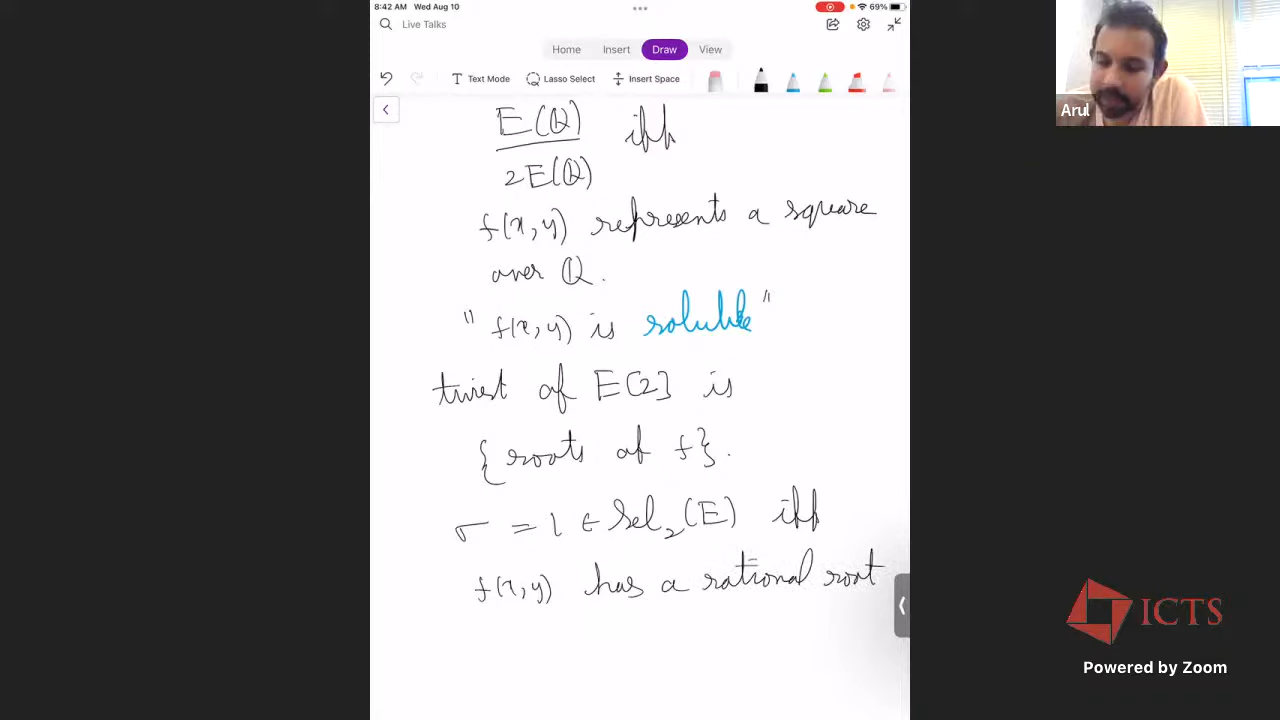 8:42 AM Wed Aug 10
69%
Live Talks
Home Insert Draw View
Text Mode Lasso Select Insert Space
E(Q)
2E(Q) iff
f(x,y) represents a square
over Q.
"f(x,y) is soluble"
twist of E[2] is
{roots of f}.
σ = 1 ∈ Sel₂(E) iff
f(x,y) has a rational root
Arul
ICTS
Powered by Zoom